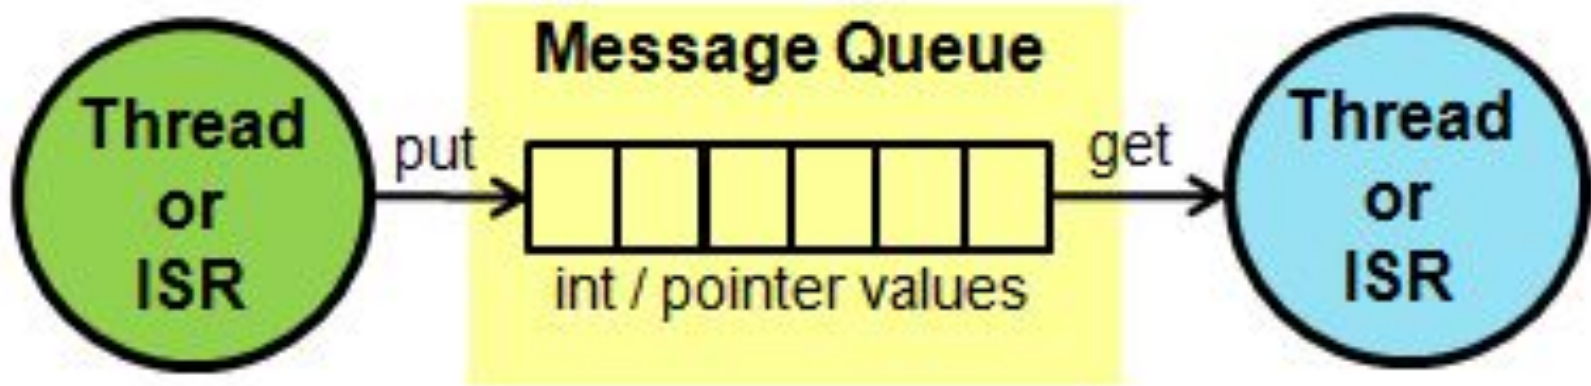 Thread
or
ISR
put
Message Queue
int / pointer values
get
Thread
or
ISR